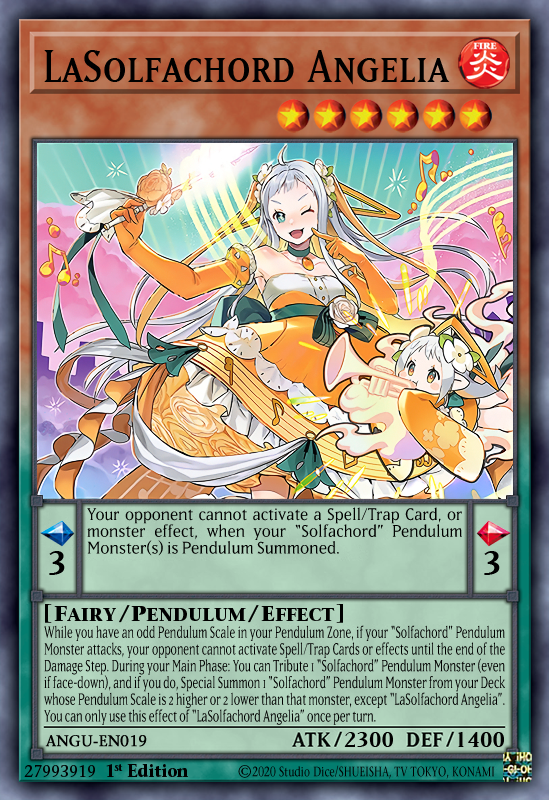 LaSolfachord Angelia
FIRE
炎
Your opponent cannot activate a Spell/Trap Card, or
monster effect, when your "Solfachord" Pendulum
Monster(s) is Pendulum Summoned.
3
3
[Fairy/Pendulum/Effect]
While you have an odd Pendulum Scale in your Pendulum Zone, if your "Solfachord" Pendulum
Monster attacks, your opponent cannot activate Spell/Trap Cards or effects until the end of the
Damage Step. During your Main Phase: You can Tribute 1 "Solfachord" Pendulum Monster (even
if face-down), and if you do, Special Summon 1 "Solfachord" Pendulum Monster from your Deck
whose Pendulum Scale is 2 higher or 2 lower than that monster, except "LaSolfachord Angelia".
You can only use this effect of "LaSolfachord Angelia" once per turn.
ANGU-EN019
ATK/2300 DEF/1400
27993919 1st Edition
©2020 Studio Dice/SHUEISHA, TV TOKYO, KONAMI